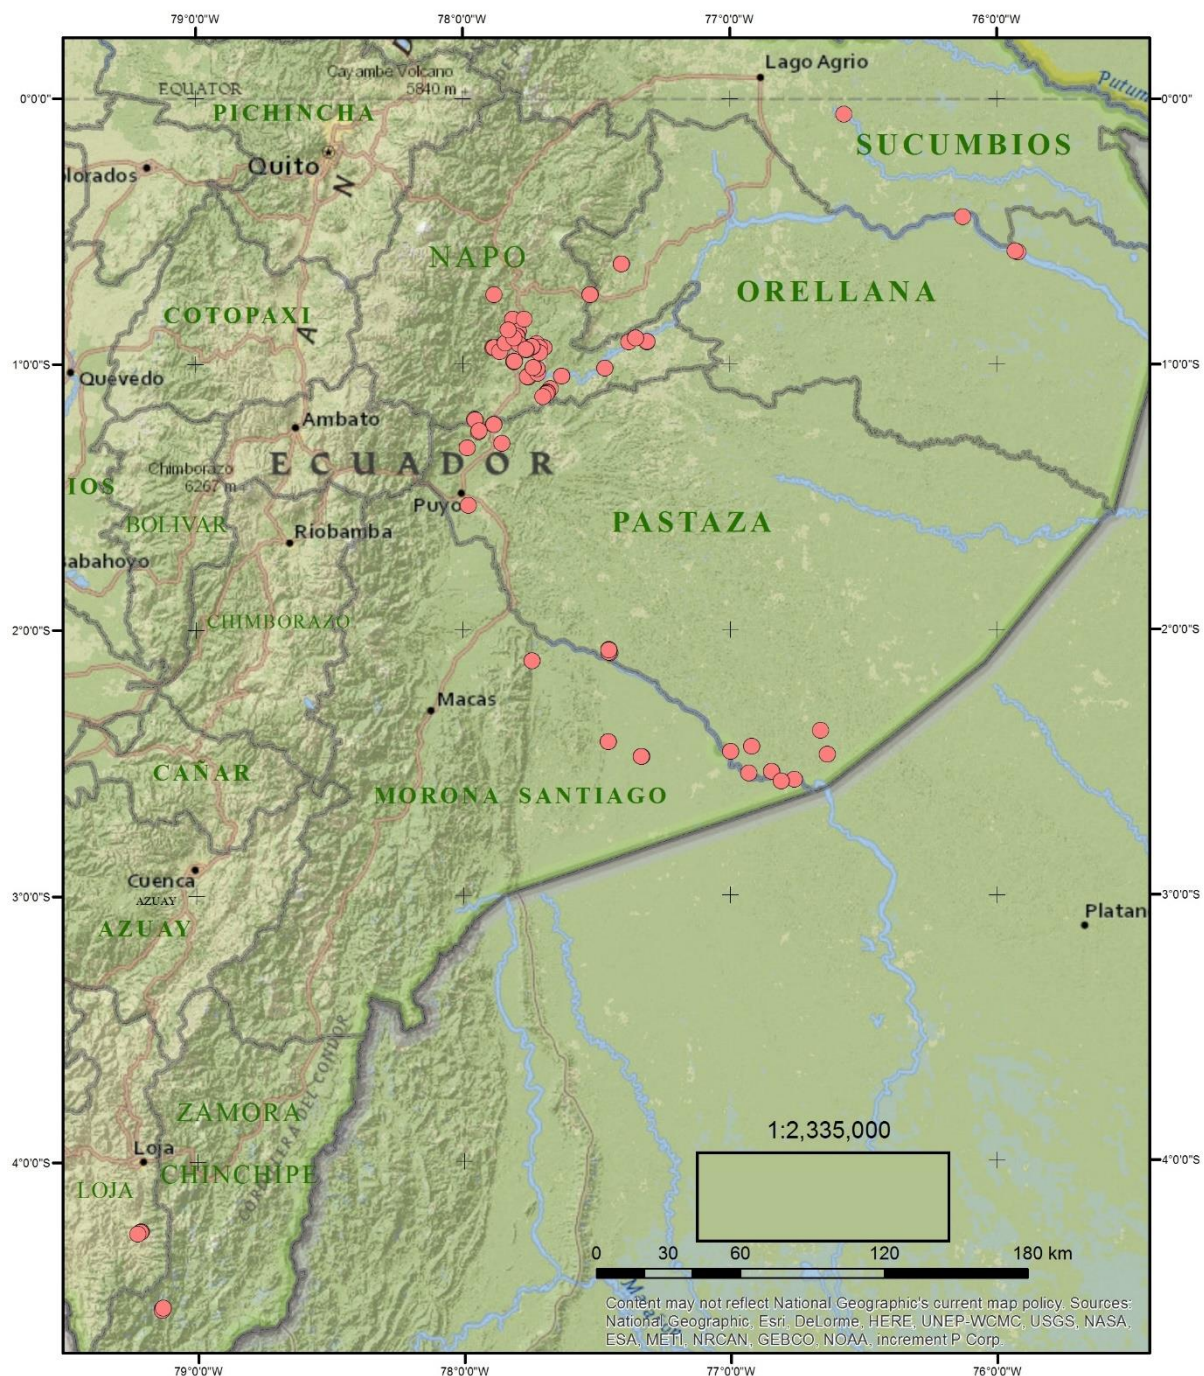 79°0'0"W 78°0'0"W 77°0'0"W 76°0'0"W
Lago Agrio
Cayambe Volcano
5840 m
EQUATOR
0°0'0" 0°0'0"
PICHINCHA
SUCUMBIOS
Quito
N
NAPO
ORELLANA
COTOPAXI
A
1°0'0"S 1°0'0"S
Quevedo
Ambato
ECUADOR
Chimborazo
6267 m
BOLIVAR
Puyo
PASTAZA
Riobamba
CHIMBORAZO
2°0'0"S 2°0'0"S
Macas
CAÑAR
MORONA SANTIAGO
Cuenca
AZUAY
3°0'0"S 3°0'0"S
Platan
AZUAY
CORDILLERA DEL CONDOR
ZAMORA
CHINCHIPE
1:2,335,000
Loja
4°0'0"S 4°0'0"S
LOJA
0 30 60 120 180 km
Content may not reflect National Geographic's current map policy. Sources:
National Geographic, Esri, DeLorme, HERE, UNEP-WCMC, USGS, NASA,
ESA, METI, NRCAN, GEBCO, NOAA, increment P Corp.
79°0'0"W 78°0'0"W 77°0'0"W 76°0'0"W